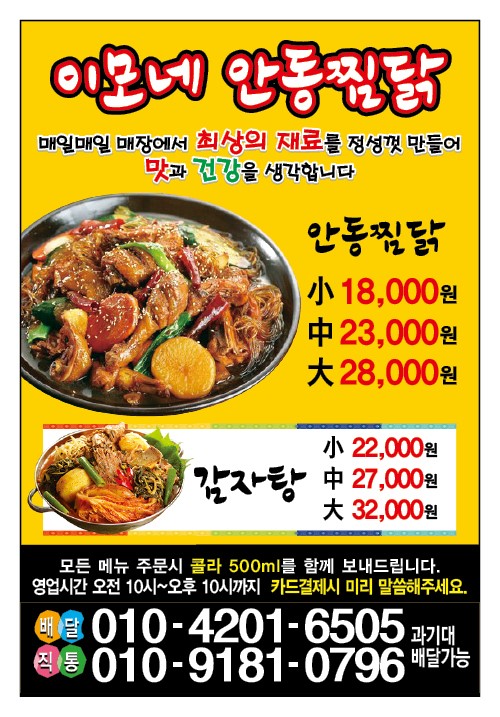 이모네 안동찜닭
매일매일 매장에서 최상의 재료를 정성껏 만들어
맛과 건강을 생각합니다
안동찜닭
小 18,000원
中 23,000원
大 28,000원
감자탕
小 22,000원
中 27,000원
大 32,000원
모든 메뉴 주문시 콜라 500ml를 함께 보내드립니다.
영업시간 오전 10시~오후 10시까지 카드결제시 미리 말씀해주세요.
배달 010-4201-6505 과기대
직통 010-9181-0796 배달가능